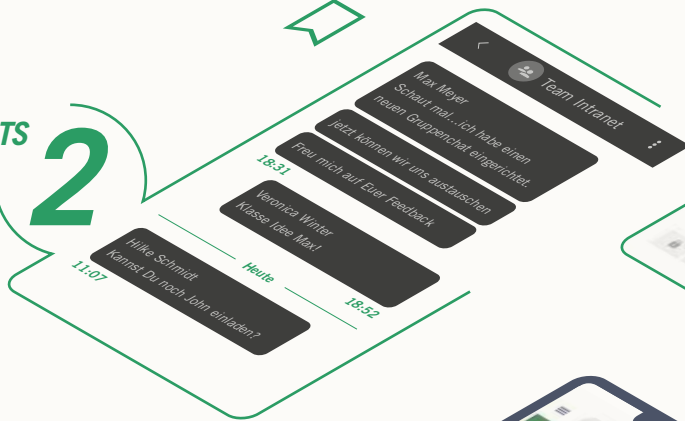 TS
2
Team Intranet
Max Meyer
Schaut mal...ich habe einen
neuen Gruppenchat eingerichtet.
jetzt können wir uns austauschen
Freu mich auf Euer Feedback
18:31
Veronica Winter
Klasse Idee Max!
18:52
Heute
Hilke Schmidt
Kannst Du noch John einladen?
11:07